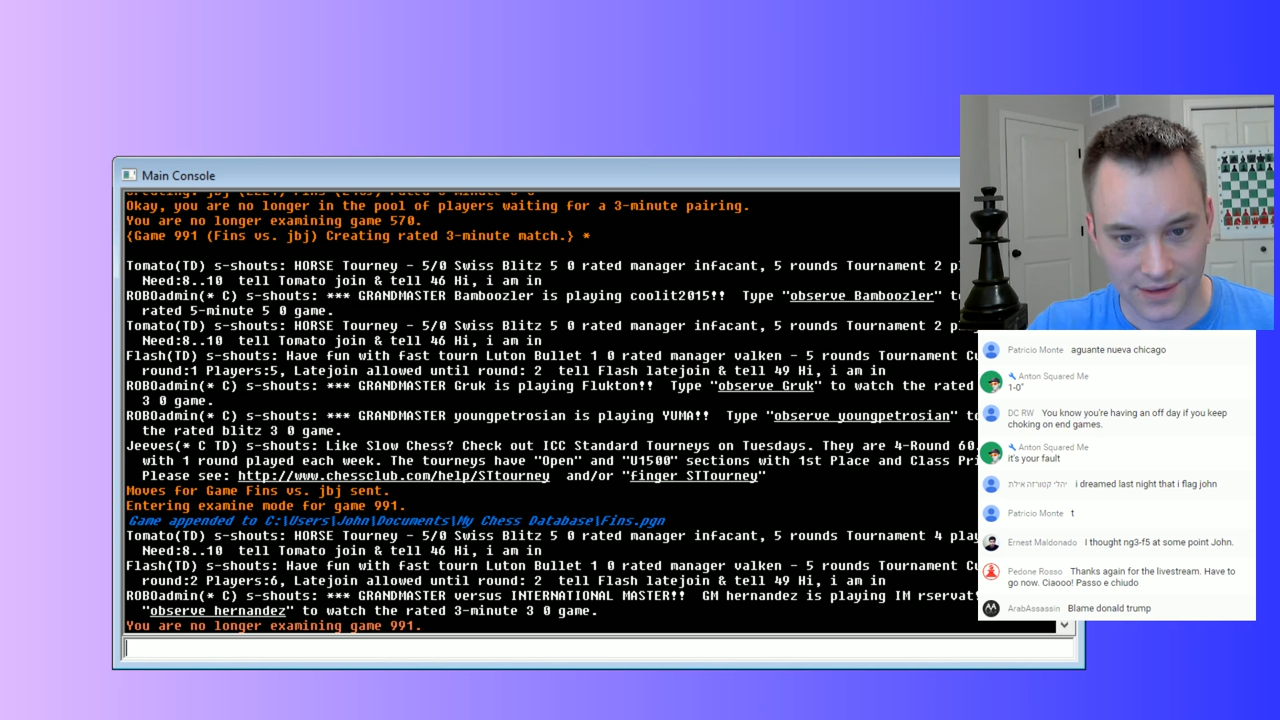 Main Console
Okay, you are no longer in the pool of players waiting for a 3-minute pairing.
You are no longer examining game 570.
{Game 991 (Fins vs. jbj) Creating rated 3-minute match.} *
Tomato(TD) s-shouts: HORSE Tourney - 5/0 Swiss Blitz 5 0 rated manager infacant, 5 rounds Tournament 2 pl
Need:8..10 tell Tomato join & tell 46 Hi, i am in
ROBOadmin(* C) s-shouts: *** GRANDMASTER Bamboozler is playing coolit2015!! Type "observe Bamboozler" to
rated 5-minute 5 0 game.
Tomato(TD) s-shouts: HORSE Tourney - 5/0 Swiss Blitz 5 0 rated manager infacant, 5 rounds Tournament 2 pl
Need:8..10 tell Tomato join & tell 46 Hi, i am in
Flash(TD) s-shouts: Have fun with fast tourn Luton Bullet 1 0 rated manager valken - 5 rounds Tournament Cu
round:1 Players:5, Latejoin allowed until round: 2 tell Flash latejoin & tell 49 Hi, i am in
ROBOadmin(* C) s-shouts: *** GRANDMASTER Gruk is playing Flukton!! Type "observe Gruk" to watch the rated
3 0 game.
ROBOadmin(* C) s-shouts: *** GRANDMASTER youngpetrosian is playing YUMA!! Type "observe youngpetrosian" to
the rated blitz 3 0 game.
Jeeves(* C TD) s-shouts: Like Slow Chess? Check out ICC Standard Tourneys on Tuesdays. They are 4-Round 60
with 1 round played each week. The tourneys have "Open" and "U1500" sections with 1st Place and Class Pri
Please see: http://www.chessclub.com/help/STtourney and/or "finger STTourney"
Moves for Game Fins vs. jbj sent.
Entering examine mode for game 991.
Game appended to C:\Users\John\Documents\My Chess Database\Fins.pgn
Tomato(TD) s-shouts: HORSE Tourney - 5/0 Swiss Blitz 5 0 rated manager infacant, 5 rounds Tournament 4 play
Need:8..10 tell Tomato join & tell 46 Hi, i am in
Flash(TD) s-shouts: Have fun with fast tourn Luton Bullet 1 0 rated manager valken - 5 rounds Tournament Cu
round:2 Players:6, Latejoin allowed until round: 2 tell Flash latejoin & tell 49 Hi, i am in
ROBOadmin(* C) s-shouts: *** GRANDMASTER versus INTERNATIONAL MASTER!! GM hernandez is playing IM rservat!
"observe hernandez" to watch the rated 3-minute 3 0 game.
You are no longer examining game 991.
Patricio Monte aguante nueva chicago
Anton Squared Me
1-0"
DC RW You know you're having an off day if you keep
choking on end games.
Anton Squared Me
it's your fault
יהלי קטורזה אילת i dreamed last night that i flag john
Patricio Monte t
Ernest Maldonado I thought ng3-f5 at some point John.
Pedone Rosso Thanks again for the livestream. Have to
go now. Ciaooo! Passo e chiudo
ArabAssassin Blame donald trump